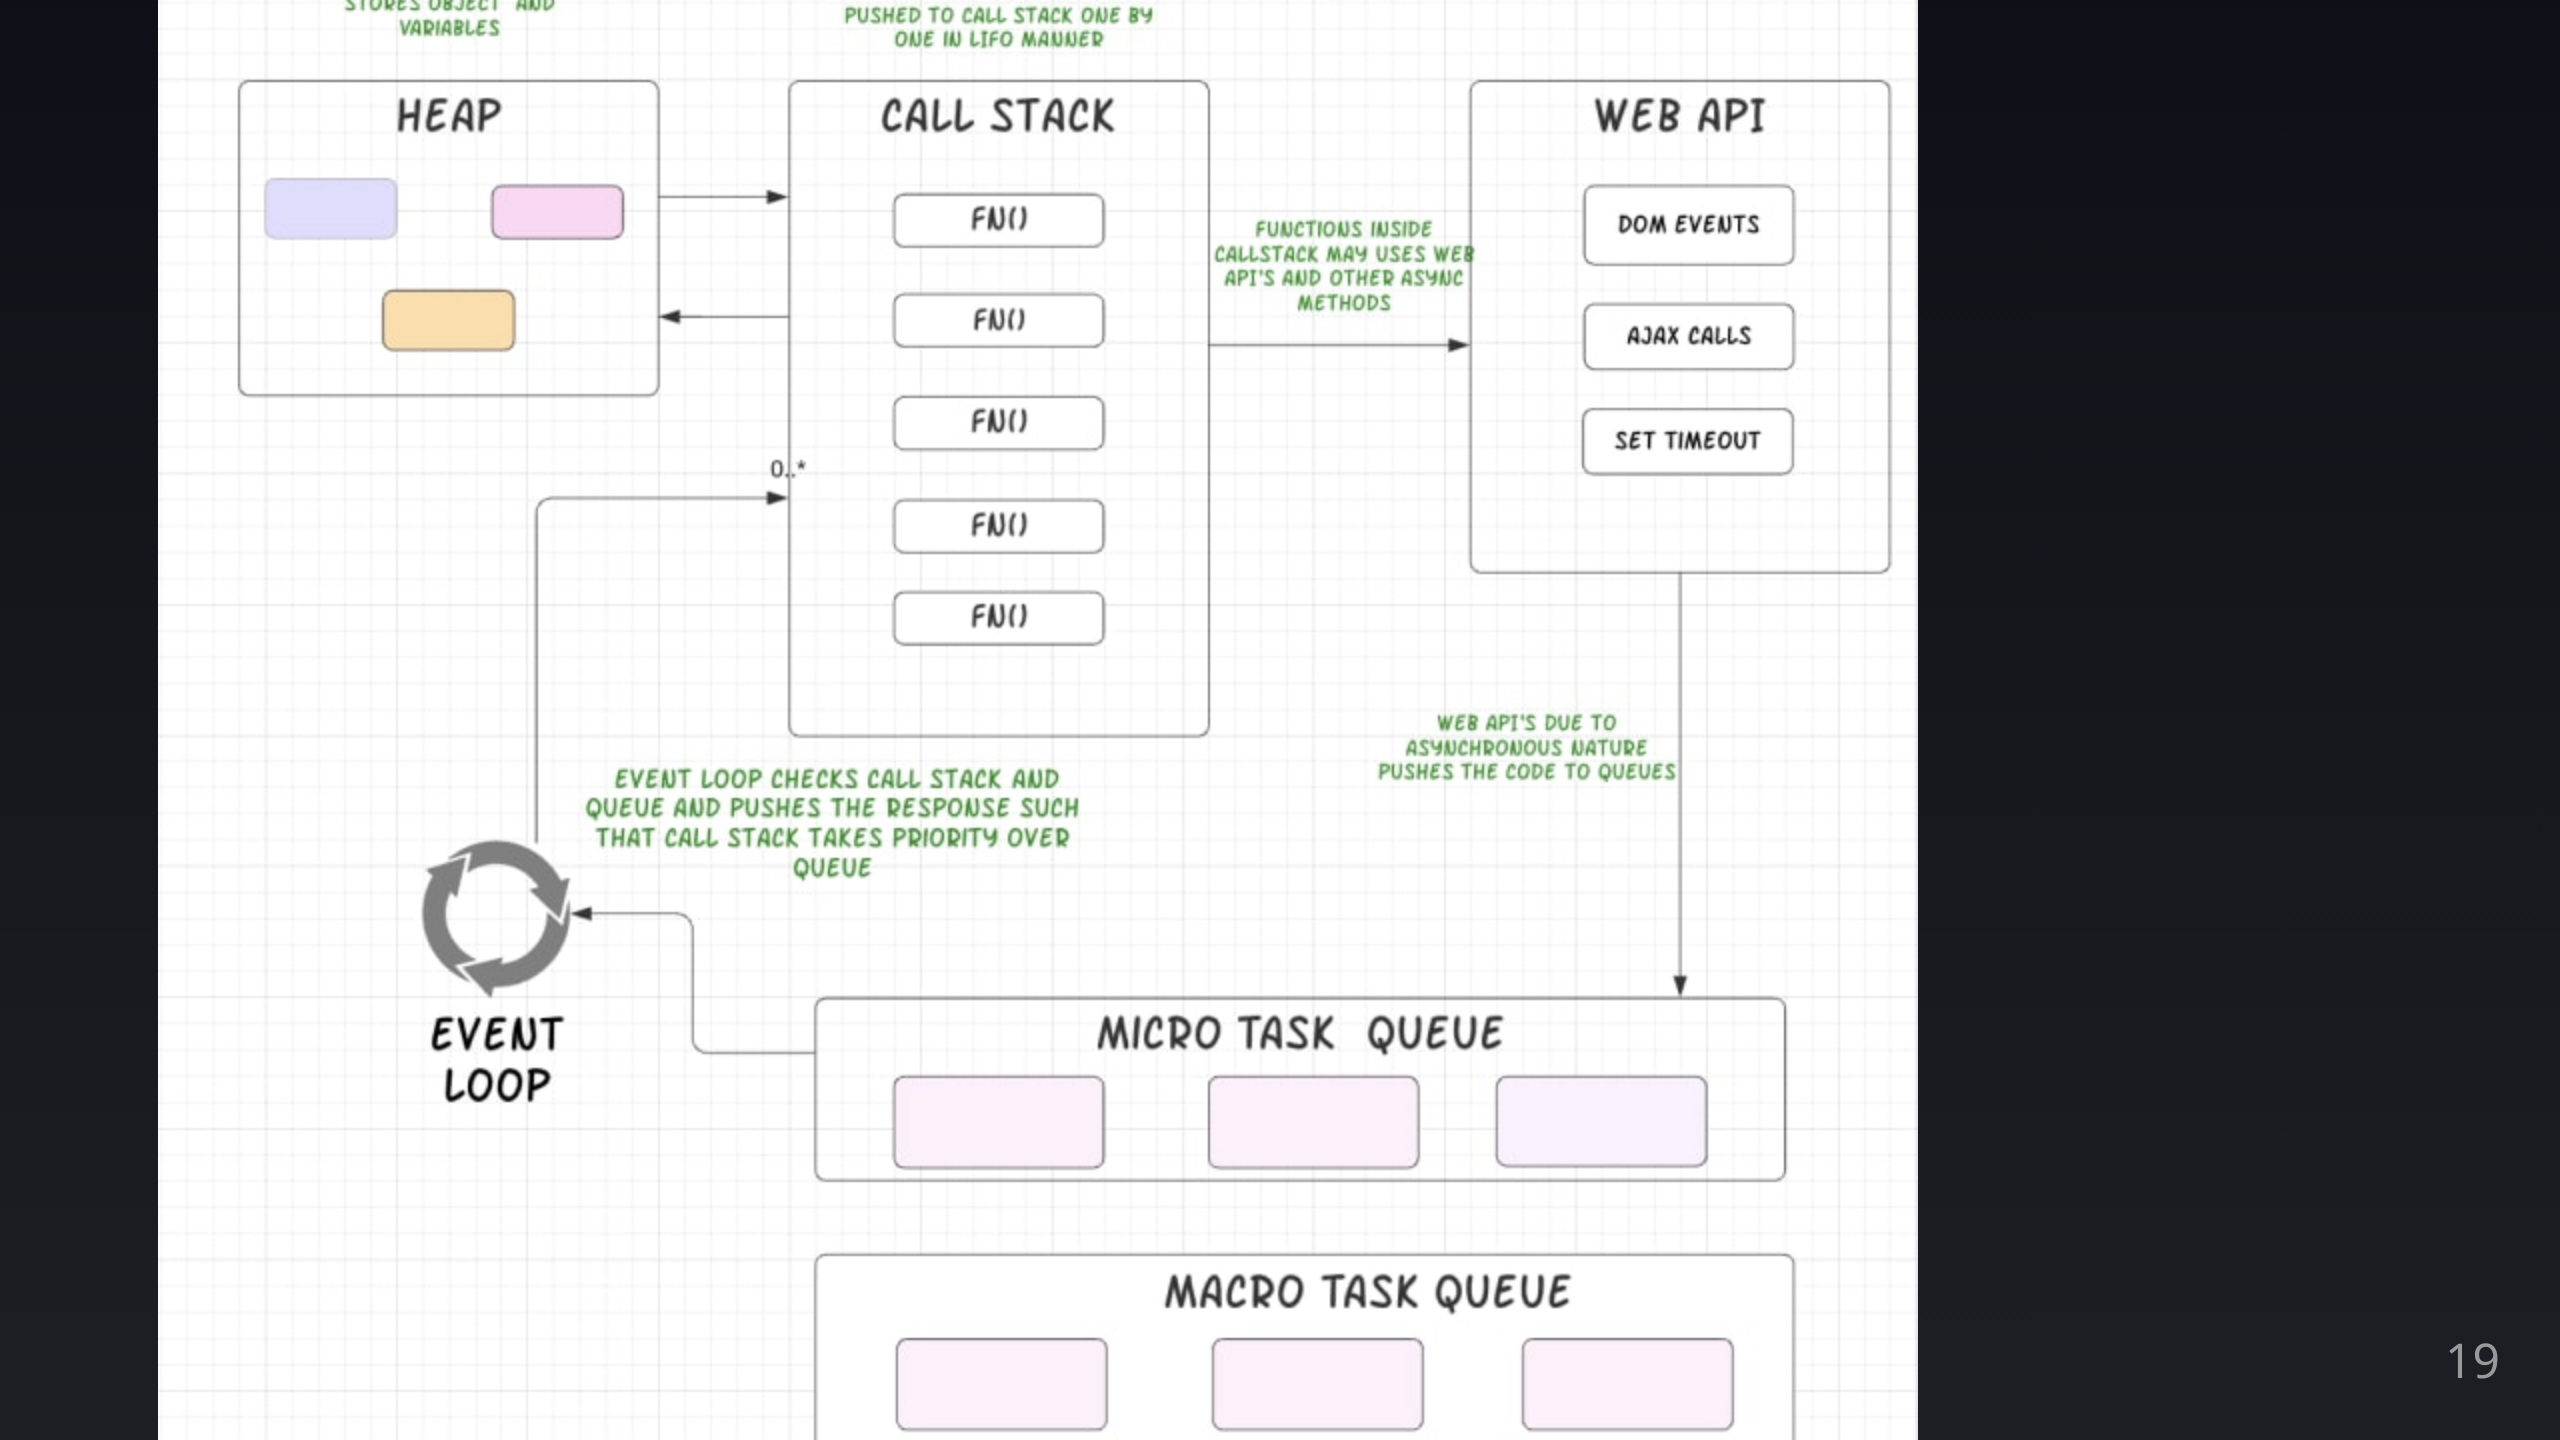 STORES OBJECT AND
VARIABLES
PUSHED TO CALL STACK ONE BY
ONE IN LIFO MANNER
HEAP
CALL STACK
FN()
FN()
FN()
FN()
FN()
0..*
FUNCTIONS INSIDE
CALLSTACK MAY USES WEB
API'S AND OTHER ASYNC
METHODS
WEB API
DOM EVENTS
AJAX CALLS
SET TIMEOUT
WEB API'S DUE TO
ASYNCHRONOUS NATURE
PUSHES THE CODE TO QUEUES
EVENT LOOP CHECKS CALL STACK AND
QUEUE AND PUSHES THE RESPONSE SUCH
THAT CALL STACK TAKES PRIORITY OVER
QUEUE
EVENT
LOOP
MICRO TASK QUEUE
MACRO TASK QUEUE
19